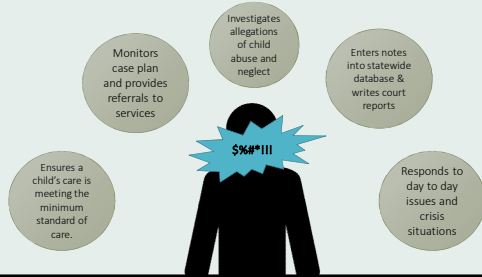 Investigates
allegations
of child
abuse and
neglect
Monitors
case plan
and provides
referrals to
services
Enters notes
into statewide
database &
writes court
reports
$%#*!!!
Ensures a
child's care is
meeting the
minimum
standard of
care.
Responds to
day to day
issues and
crisis
situations